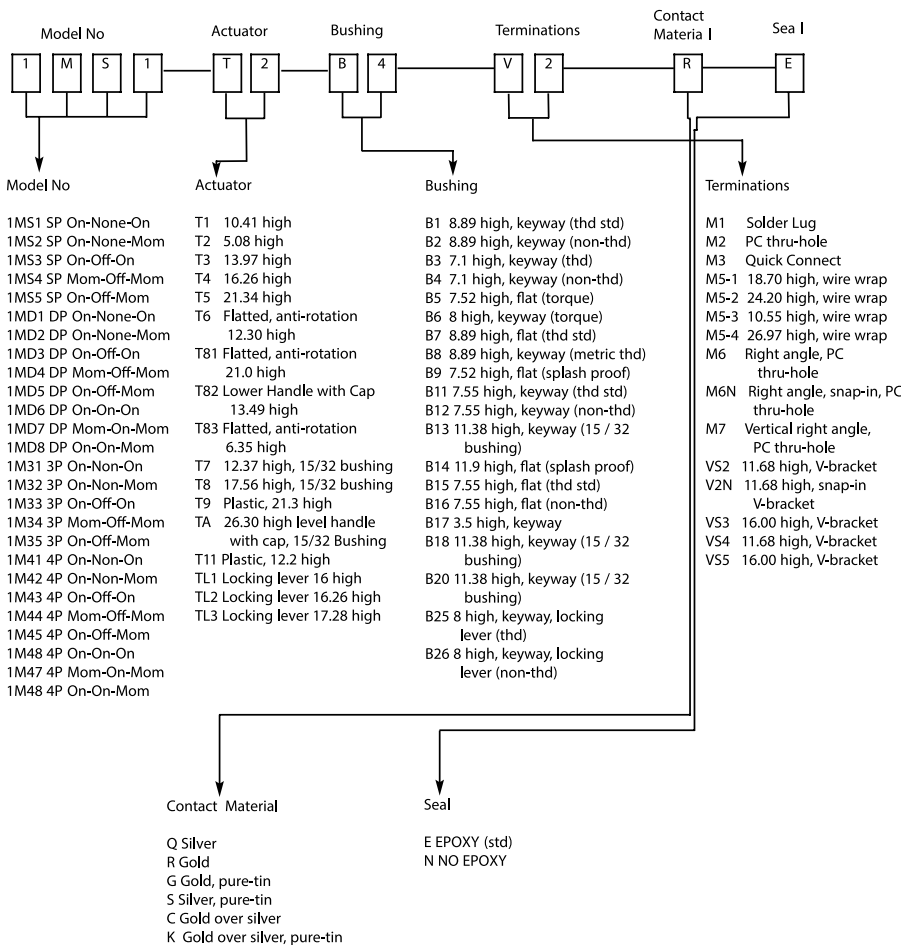 Model No
Actuator
Bushing
Terminations
Contact
Materia l
Sea l
1 M S 1 T 2 B 4 V 2 R E
Model No
1MS1 SP On-None-On
1MS2 SP On-None-Mom
1MS3 SP On-Off-On
1MS4 SP Mom-Off-Mom
1MS5 SP On-Off-Mom
1MD1 DP On-None-On
1MD2 DP On-None-Mom
1MD3 DP On-Off-On
1MD4 DP Mom-Off-Mom
1MD5 DP On-Off-Mom
1MD6 DP On-On-On
1MD7 DP Mom-On-Mom
1MD8 DP On-On-Mom
1M31 3P On-Non-On
1M32 3P On-Non-Mom
1M33 3P On-Off-On
1M34 3P Mom-Off-Mom
1M35 3P On-Off-Mom
1M41 4P On-Non-On
1M42 4P On-Non-Mom
1M43 4P On-Off-On
1M44 4P Mom-Off-Mom
1M45 4P On-Off-Mom
1M48 4P On-On-On
1M47 4P Mom-On-Mom
1M48 4P On-On-Mom
Actuator
T1 10.41 high
T2 5.08 high
T3 13.97 high
T4 16.26 high
T5 21.34 high
T6 Flatted, anti-rotation
12.30 high
T81 Flatted, anti-rotation
21.0 high
T82 Lower Handle with Cap
13.49 high
T83 Flatted, anti-rotation
6.35 high
T7 12.37 high, 15/32 bushing
T8 17.56 high, 15/32 bushing
T9 Plastic, 21.3 high
TA 26.30 high level handle
with cap, 15/32 Bushing
T11 Plastic, 12.2 high
TL1 Locking lever 16 high
TL2 Locking lever 16.26 high
TL3 Locking lever 17.28 high
Bushing
B1 8.89 high, keyway (thd std)
B2 8.89 high, keyway (non-thd)
B3 7.1 high, keyway (thd)
B4 7.1 high, keyway (non-thd)
B5 7.52 high, flat (torque)
B6 8 high, keyway (torque)
B7 8.89 high, flat (thd std)
B8 8.89 high, keyway (metric thd)
B9 7.52 high, flat (splash proof)
B11 7.55 high, keyway (thd std)
B12 7.55 high, keyway (non-thd)
B13 11.38 high, keyway (15 / 32
bushing)
B14 11.9 high, flat (splash proof)
B15 7.55 high, flat (thd std)
B16 7.55 high, flat (non-thd)
B17 3.5 high, keyway
B18 11.38 high, keyway (15 / 32
bushing)
B20 11.38 high, keyway (15 / 32
bushing)
B25 8 high, keyway, locking
lever (thd)
B26 8 high, keyway, locking
lever (non-thd)
Terminations
M1 Solder Lug
M2 PC thru-hole
M3 Quick Connect
M5-1 18.70 high, wire wrap
M5-2 24.20 high, wire wrap
M5-3 10.55 high, wire wrap
M5-4 26.97 high, wire wrap
M6 Right angle, PC
thru-hole
M6N Right angle, snap-in, PC
thru-hole
M7 Vertical right angle,
PC thru-hole
VS2 11.68 high, V-bracket
V2N 11.68 high, snap-in
V-bracket
VS3 16.00 high, V-bracket
VS4 11.68 high, V-bracket
VS5 16.00 high, V-bracket
Contact Material
Q Silver
R Gold
G Gold, pure-tin
S Silver, pure-tin
C Gold over silver
K Gold over silver, pure-tin
Seal
E EPOXY (std)
N NO EPOXY